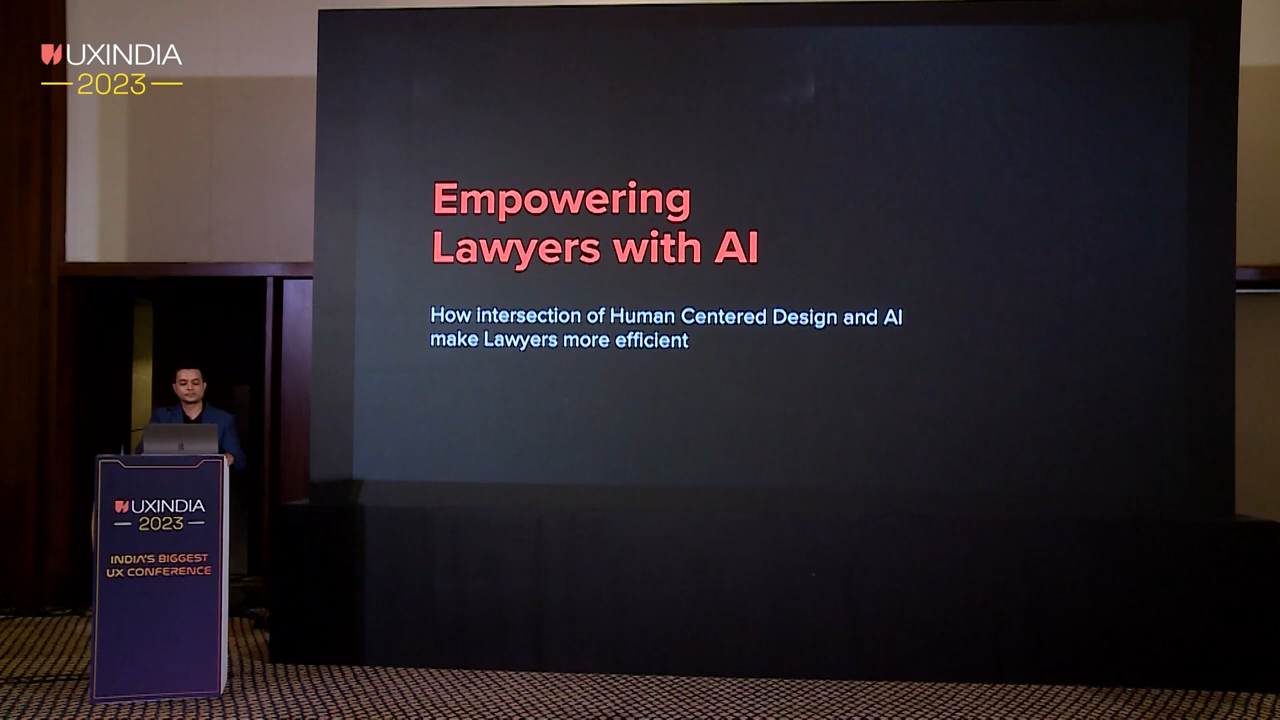 UXINDIA
2023
Empowering
Lawyers with AI
How intersection of Human Centered Design and AI
make Lawyers more efficient
UXINDIA
2023
INDIA'S BIGGEST
UX CONFERENCE